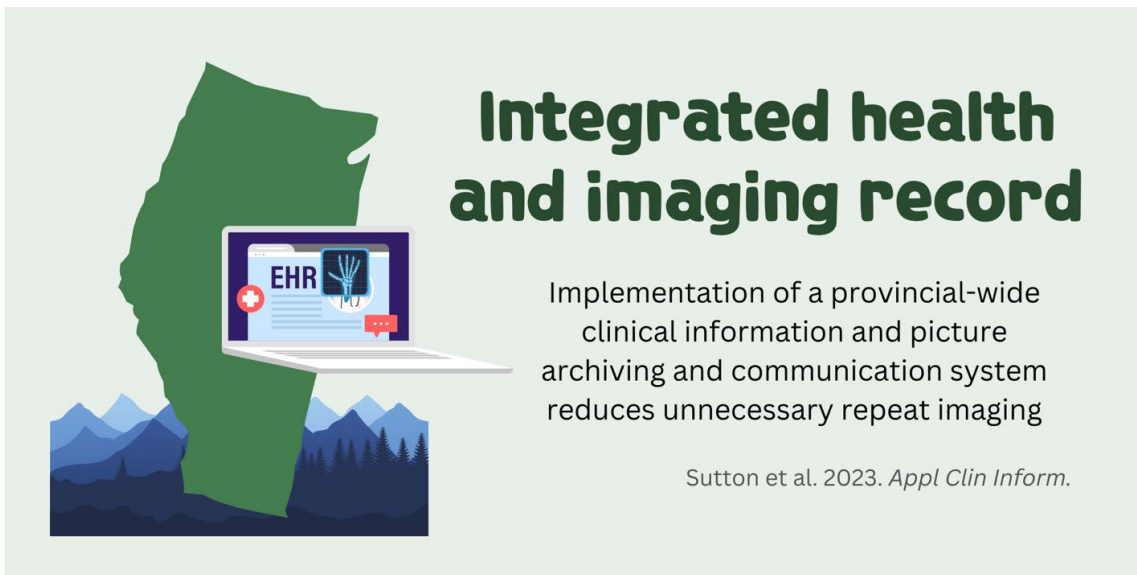 Integrated health
and imaging record
EHR
Implementation of a provincial-wide
clinical information and picture
archiving and communication system
reduces unnecessary repeat imaging
Sutton et al. 2023. Appl Clin Inform.